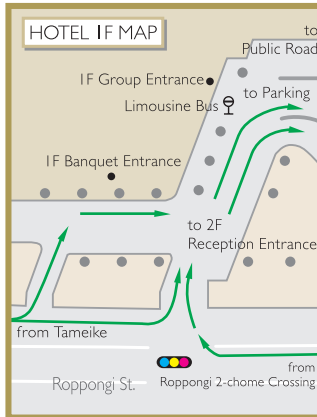 HOTEL 1F MAP
to
Public Road
1F Group Entrance
to Parking
Limousine Bus
1F Banquet Entrance
to 2F
Reception Entrance
from Tameike
from
Roppongi St.
Roppongi 2-chome Crossing